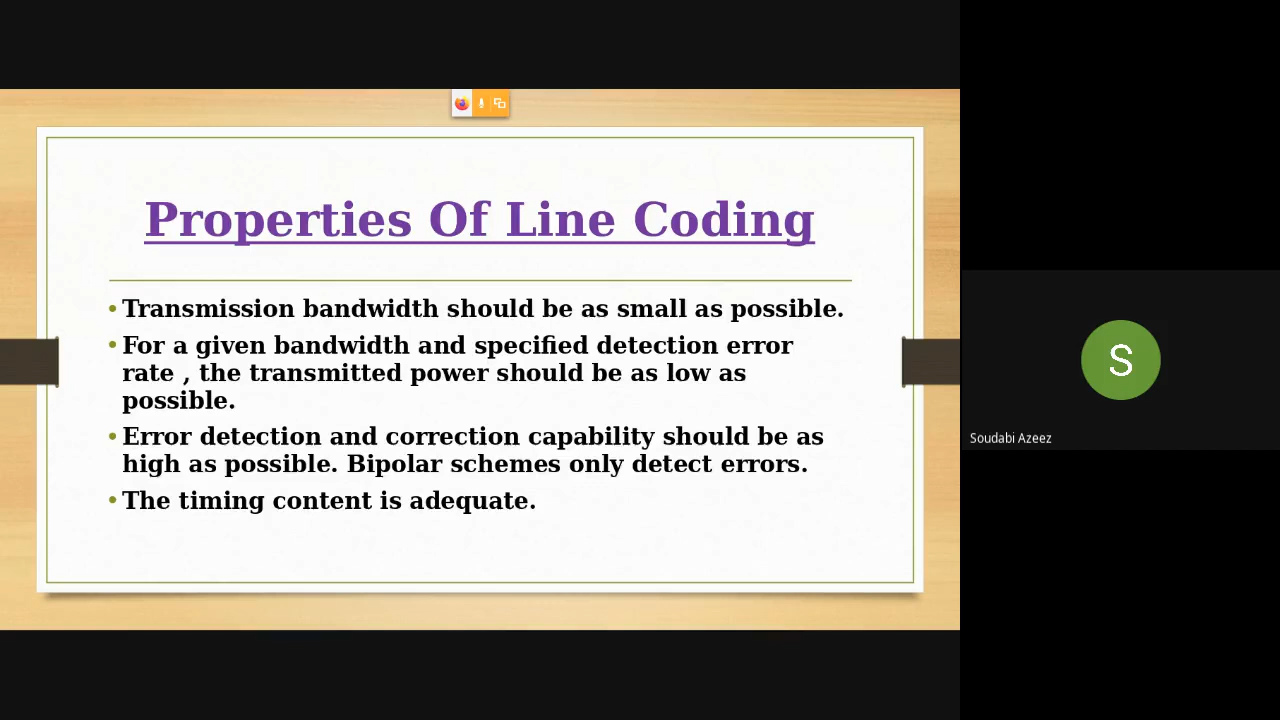 Properties Of Line Coding
•Transmission bandwidth should be as small as possible.
•For a given bandwidth and specified detection error
rate , the transmitted power should be as low as
possible.
•Error detection and correction capability should be as
high as possible. Bipolar schemes only detect errors.
•The timing content is adequate.
S
Soudabi Azeez